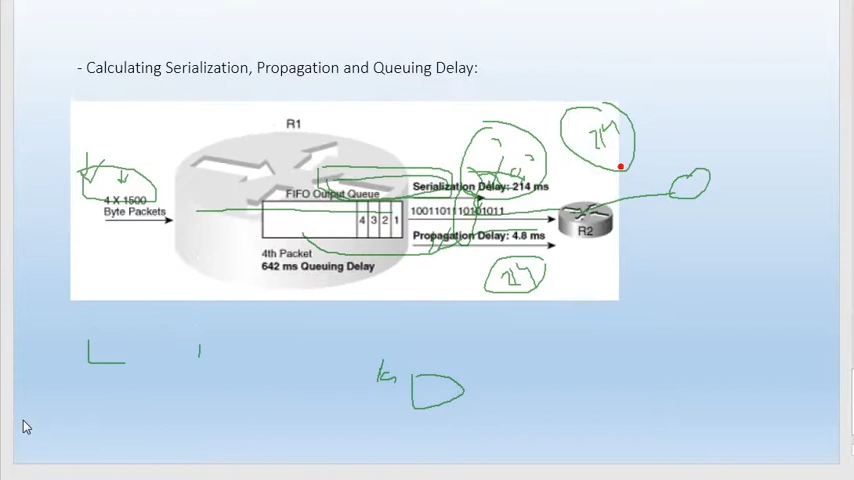 - Calculating Serialization, Propagation and Queuing Delay:
R1
4 X 1500
Byte Packets
FIFO Output Queue
4 3 2 1
4th Packet
642 ms Queuing Delay
Serialization Delay: 214 ms
1001101110101011
Propagation Delay: 4.8 ms
R2